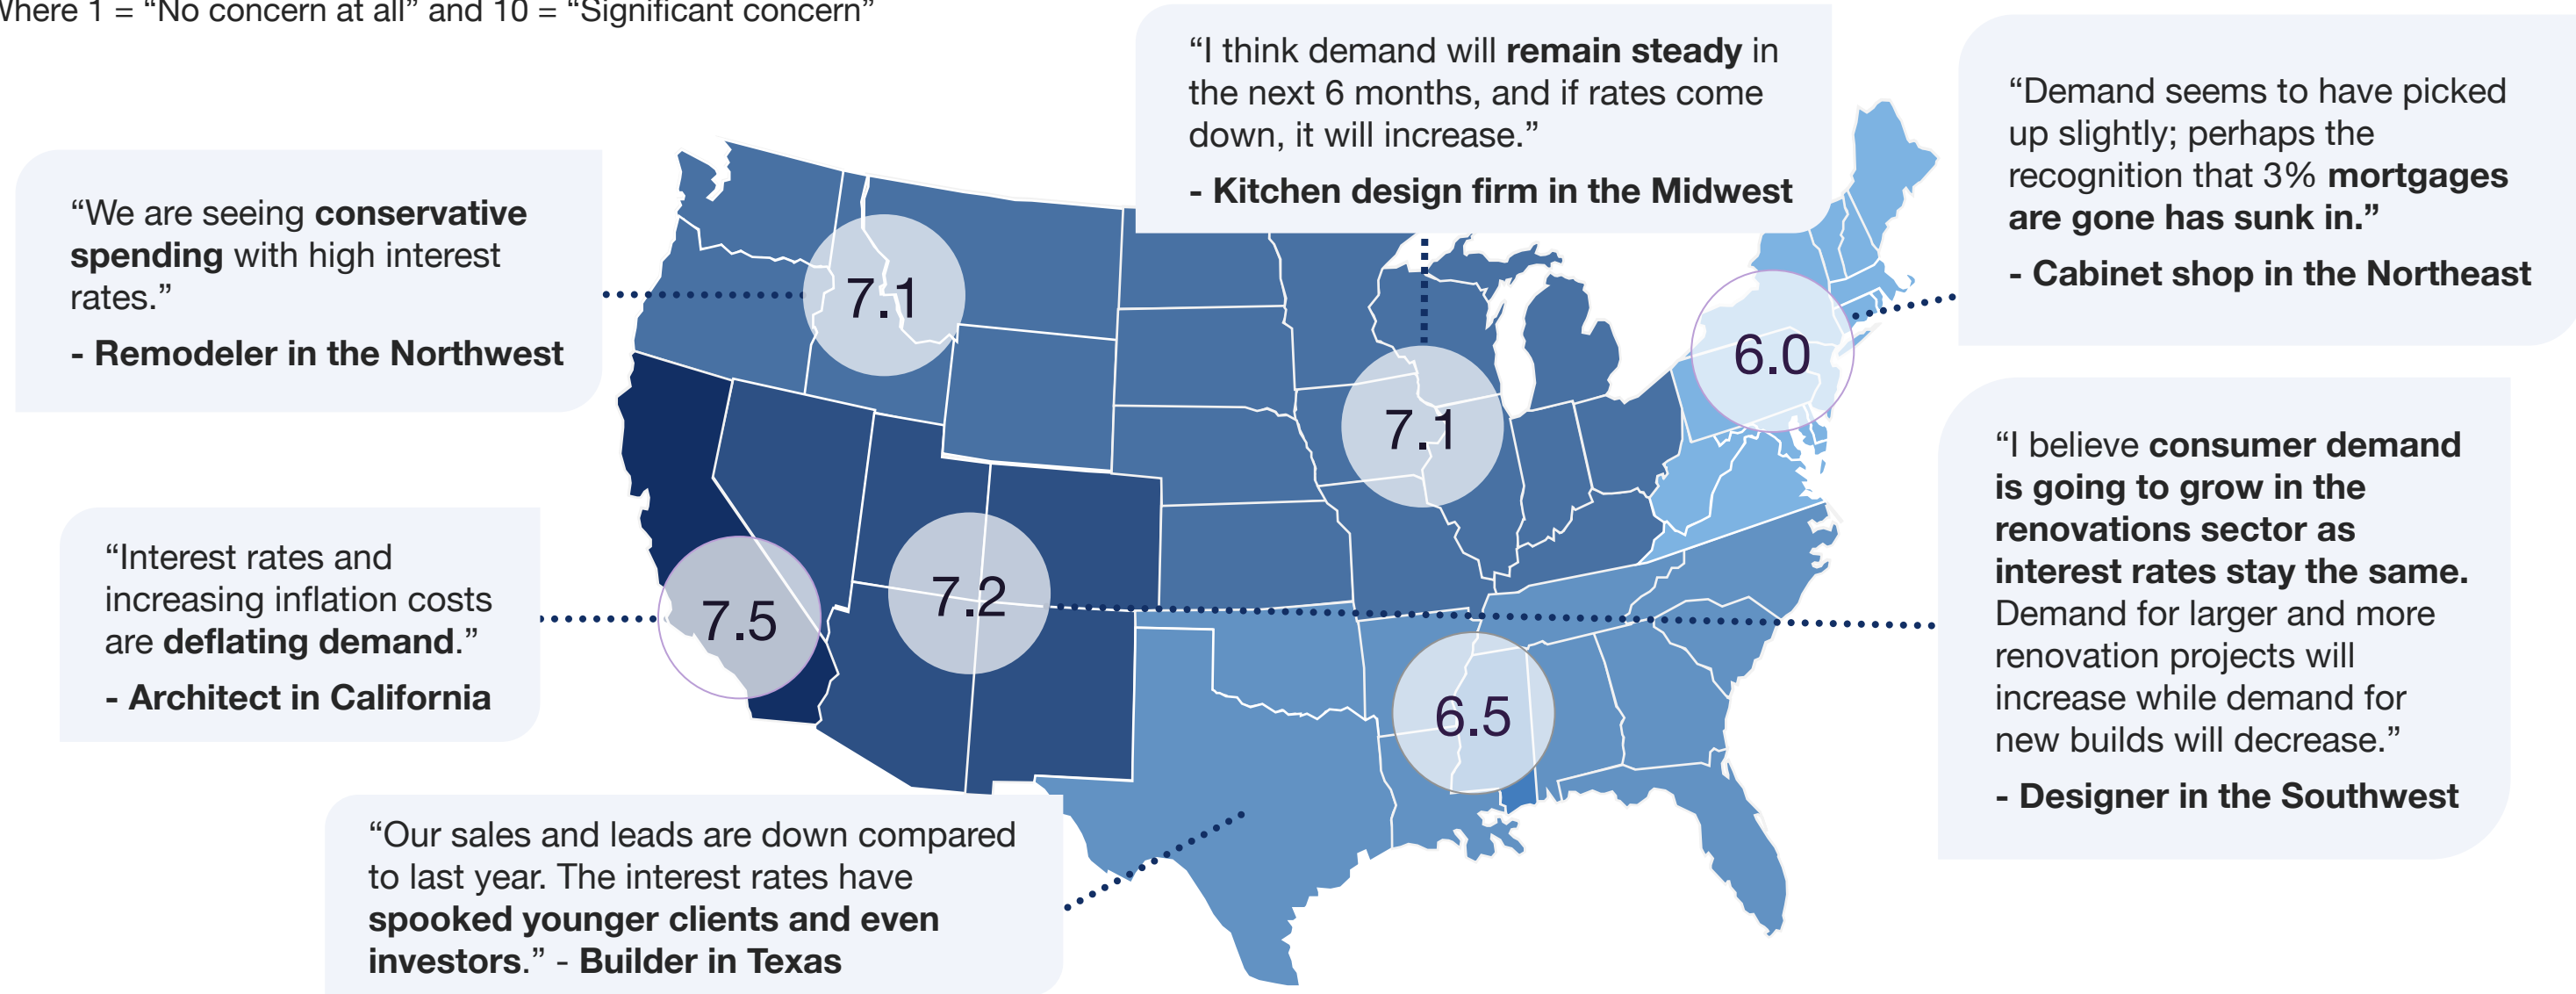 Where 1 = “No concern at all” and 10 = “Significant concern”
“I think demand will remain steady in
the next 6 months, and if rates come
down, it will increase.”
- Kitchen design firm in the Midwest
“Demand seems to have picked
up slightly; perhaps the
recognition that 3% mortgages
are gone has sunk in.”
- Cabinet shop in the Northeast
“We are seeing conservative
spending with high interest
rates.”
- Remodeler in the Northwest
7.1
6.0
7.1
“I believe consumer demand
is going to grow in the
renovations sector as
interest rates stay the same.
Demand for larger and more
renovation projects will
increase while demand for
new builds will decrease.”
- Designer in the Southwest
“Interest rates and
increasing inflation costs
are deflating demand.”
- Architect in California
7.5
7.2
6.5
“Our sales and leads are down compared
to last year. The interest rates have
spooked younger clients and even
investors.” - Builder in Texas